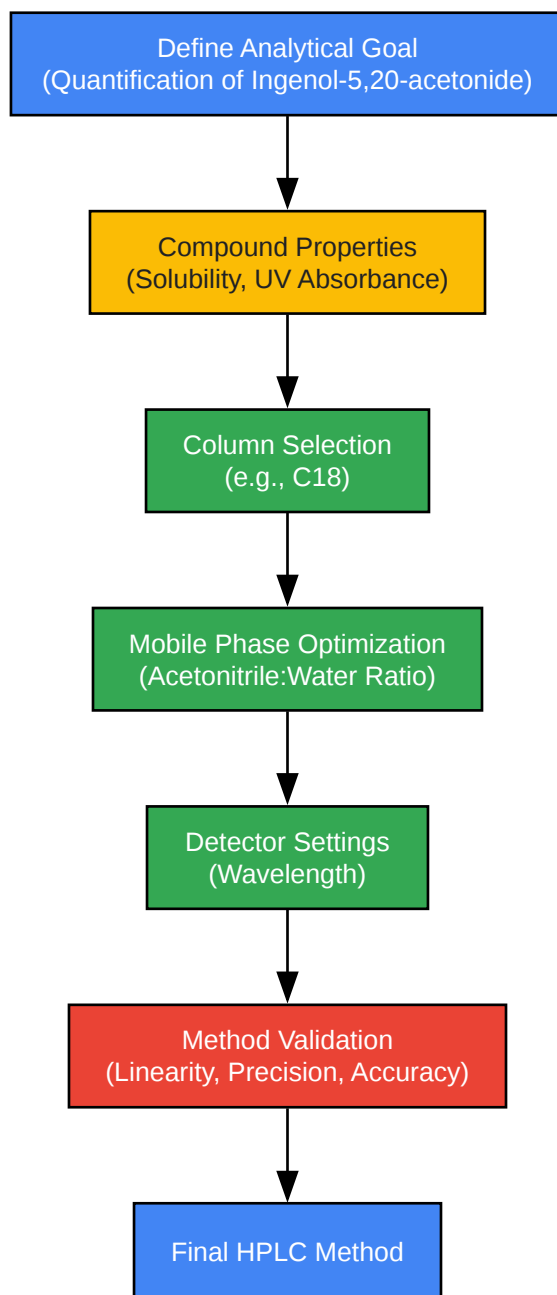 Define Analytical Goal
(Quantification of Ingenol-5,20-acetonide)
Compound Properties
(Solubility, UV Absorbance)
Column Selection
(e.g., C18)
Mobile Phase Optimization
(Acetonitrile:Water Ratio)
Detector Settings
(Wavelength)
Method Validation
(Linearity, Precision, Accuracy)
Final HPLC Method